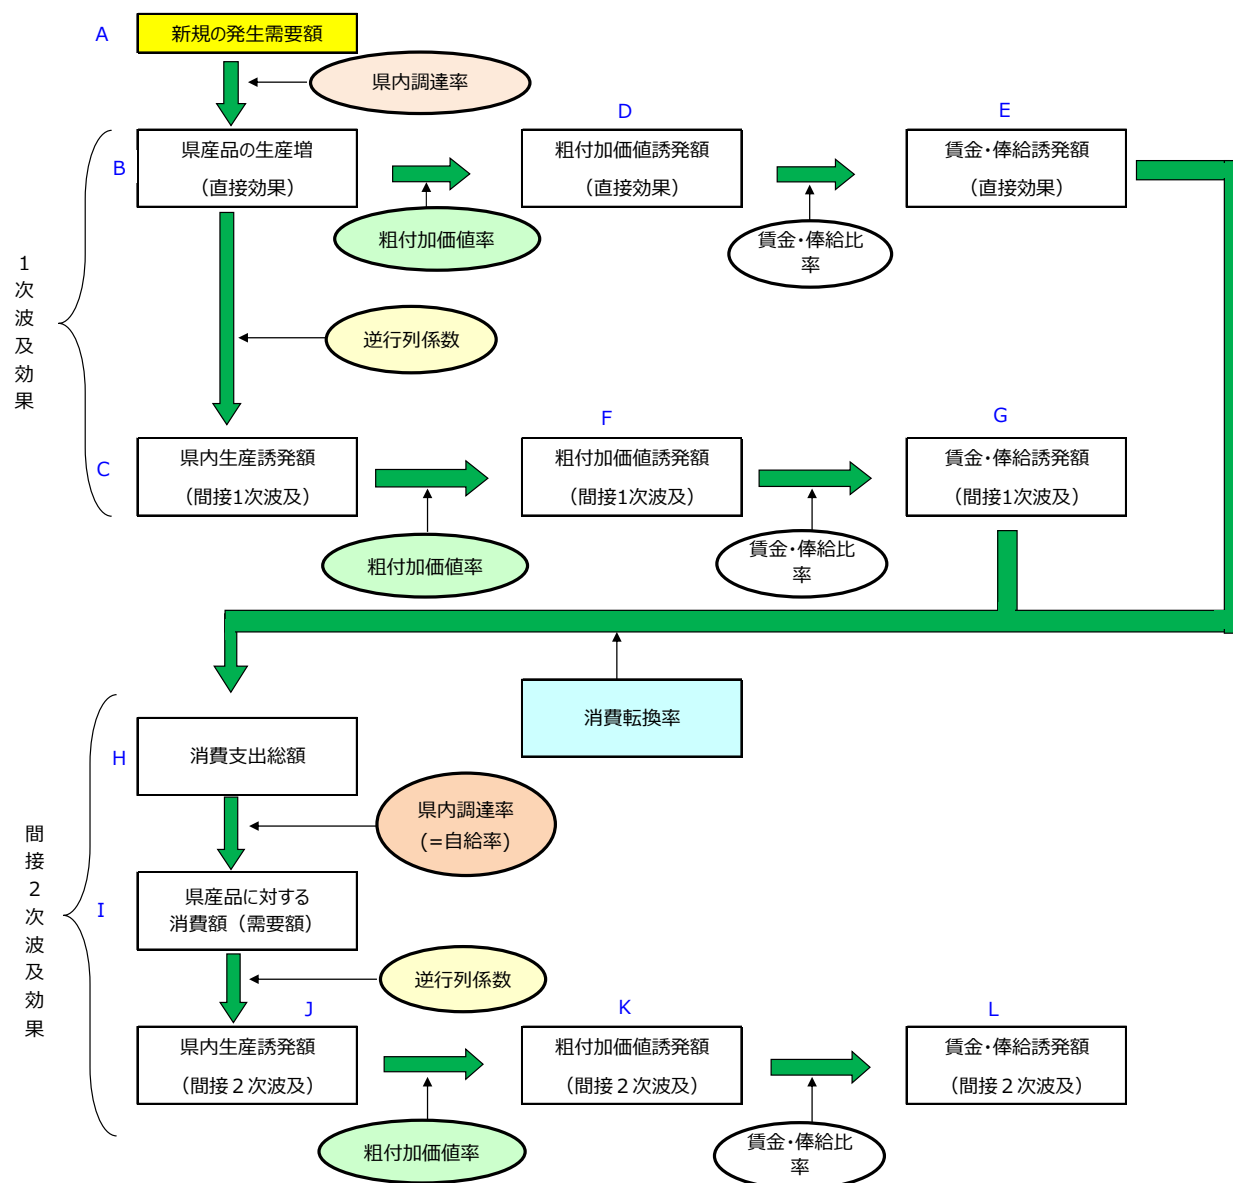 A
新規の発生需要額
県内調達率
D
E
B
県産品の生産増
（直接効果）
粗付加価値誘発額
（直接効果）
賃金・俸給誘発額
（直接効果）
粗付加価値率
賃金・俸給比
率
1次波及効果
逆行列係数
F
G
C
県内生産誘発額
（間接1次波及）
粗付加価値誘発額
（間接1次波及）
賃金・俸給誘発額
（間接1次波及）
粗付加価値率
賃金・俸給比
率
消費転換率
H
消費支出総額
県内調達率
(=自給率)
間接２次波及効果
I
県産品に対する
消費額（需要額）
逆行列係数
J
K
L
県内生産誘発額
（間接２次波及）
粗付加価値誘発額
（間接２次波及）
賃金・俸給誘発額
（間接２次波及）
粗付加価値率
賃金・俸給比
率